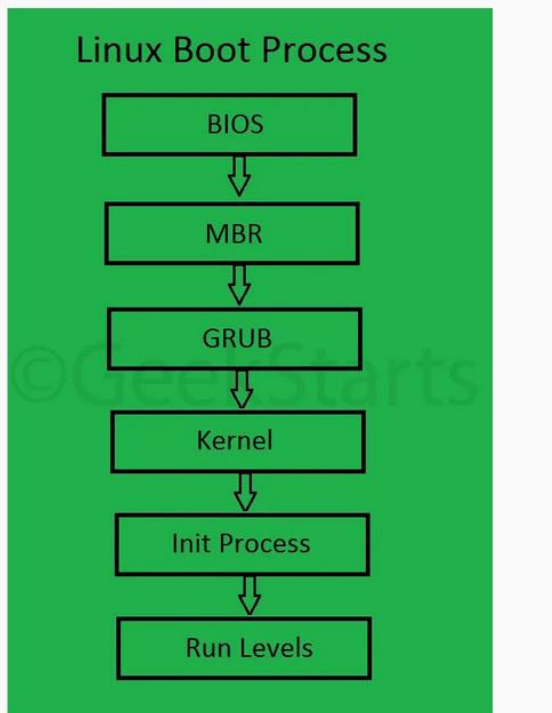 Linux Boot Process
BIOS
MBR
GRUB
©GeekStarts
Kernel
Init Process
Run Levels